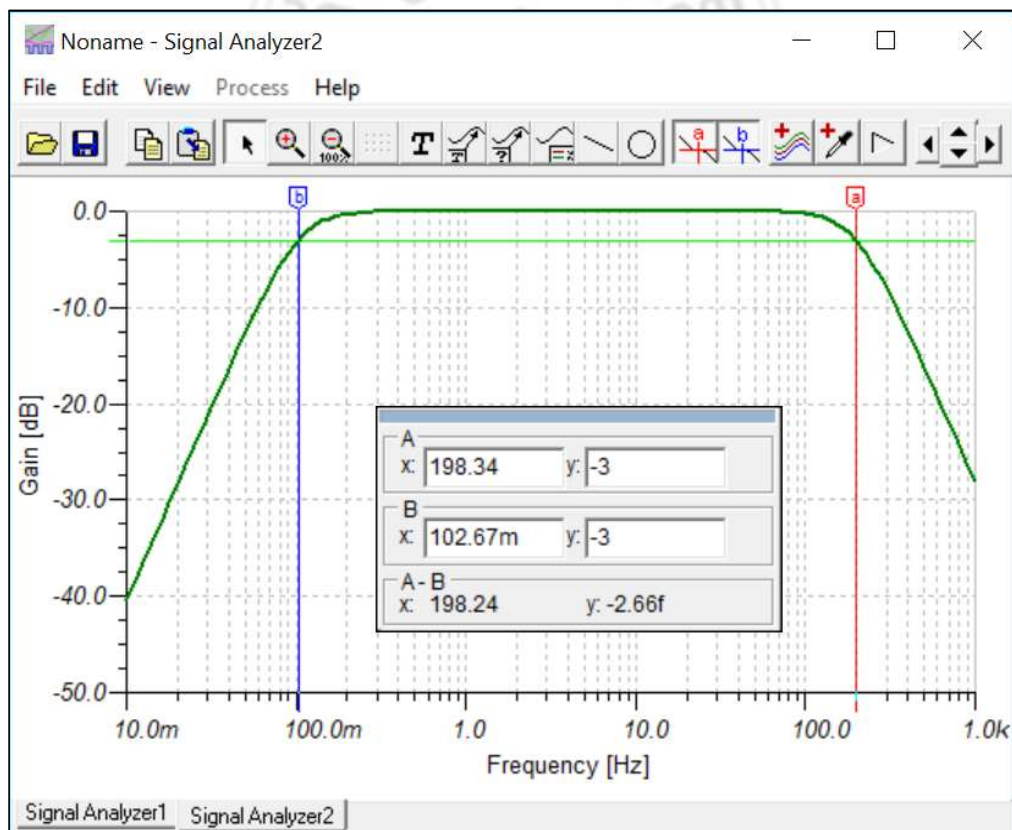 Noname - Signal Analyzer2
File Edit View Process Help
T 100% T ? a b
b a
0.0
-10.0
-20.0
-30.0
-40.0
-50.0
Gain [dB]
A
x: 198.34 y: -3
B
x: 102.67m y: -3
A - B
x: 198.24 y: -2.66f
10.0m 100.0m 1.0 10.0 100.0 1.0k
Frequency [Hz]
Signal Analyzer1 Signal Analyzer2